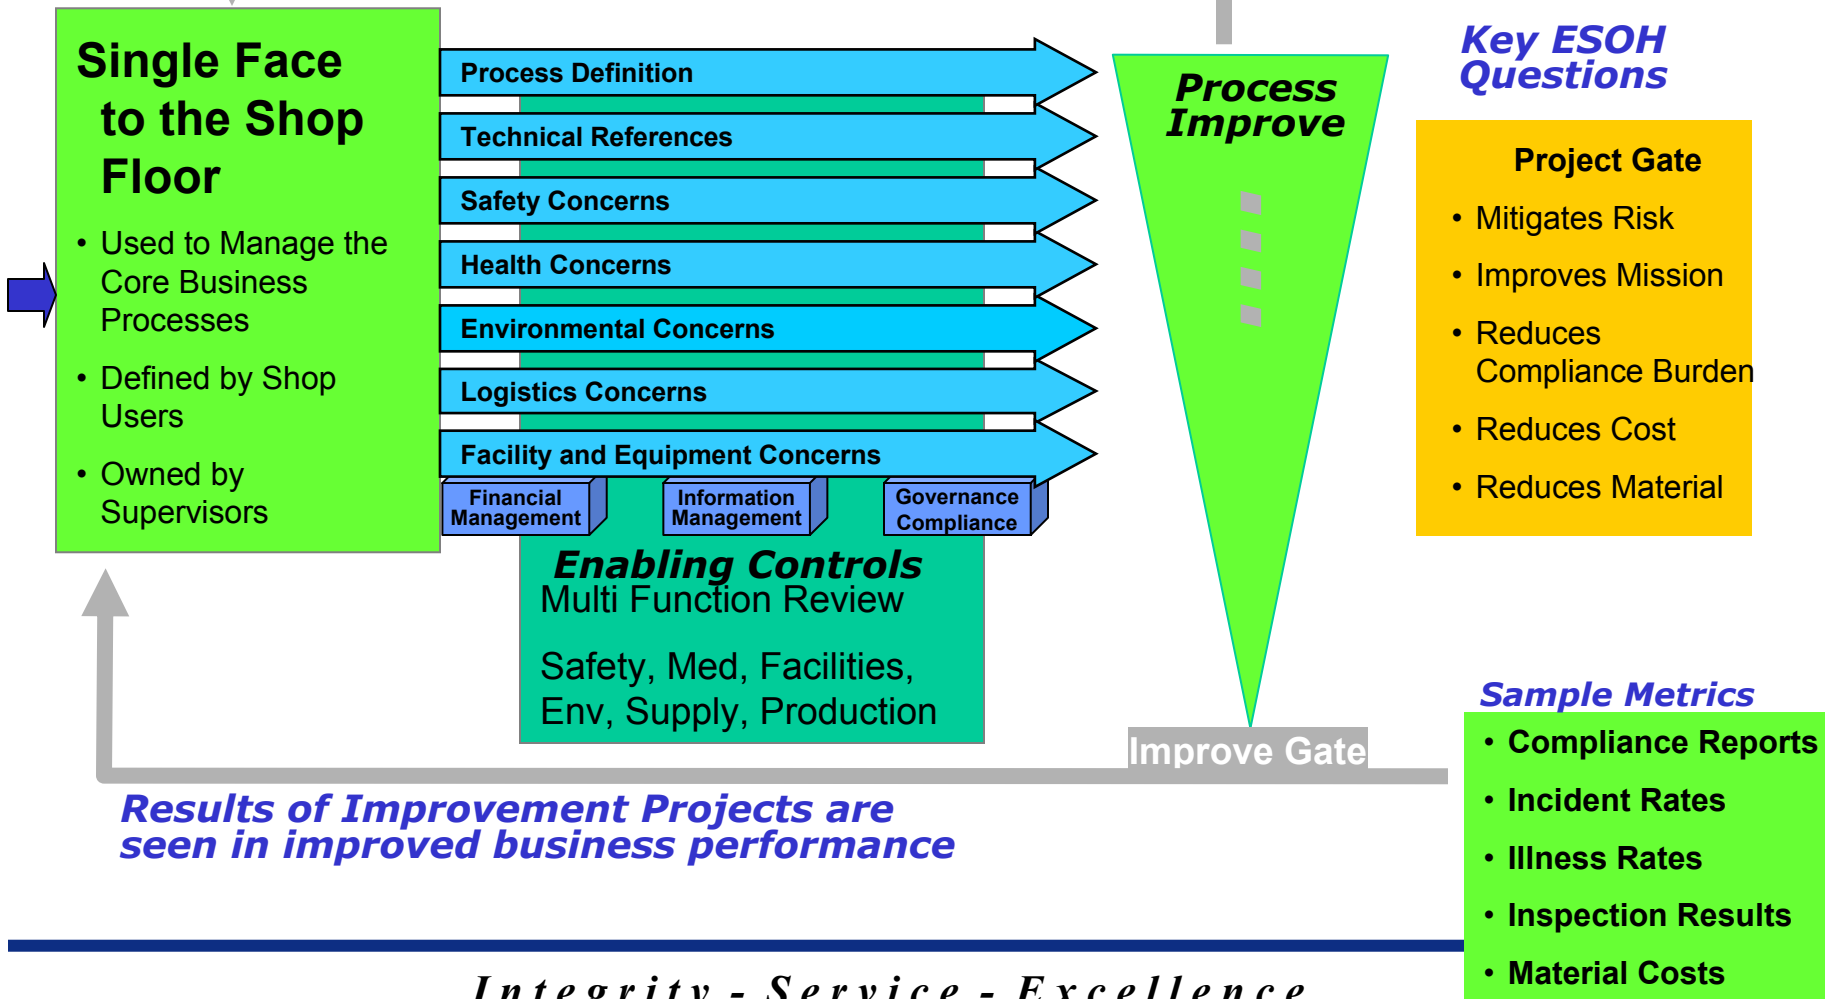 Single Face
to the Shop
Floor
• Used to Manage the
Core Business
Processes
• Defined by Shop
Users
• Owned by
Supervisors
Process Definition
Technical References
Safety Concerns
Health Concerns
Environmental Concerns
Logistics Concerns
Facility and Equipment Concerns
Financial
Management
Information
Management
Governance
Compliance
Enabling Controls
Multi Function Review
Safety, Med, Facilities,
Env, Supply, Production
Process
Improve
Improve Gate
Key ESOH
Questions
Project Gate
• Mitigates Risk
• Improves Mission
• Reduces
Compliance Burden
• Reduces Cost
• Reduces Material
Sample Metrics
• Compliance Reports
• Incident Rates
• Illness Rates
• Inspection Results
• Material Costs
Results of Improvement Projects are
seen in improved business performance
Integrity - Service - Excellence